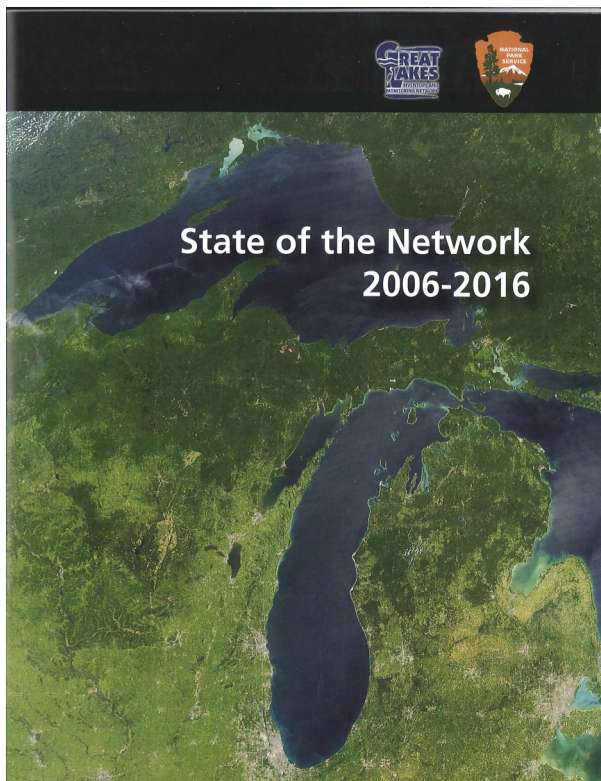 GREAT
LAKES
INVENTORY AND
MONITORING NETWORK
NATIONAL
PARK
SERVICE
State of the Network
2006-2016